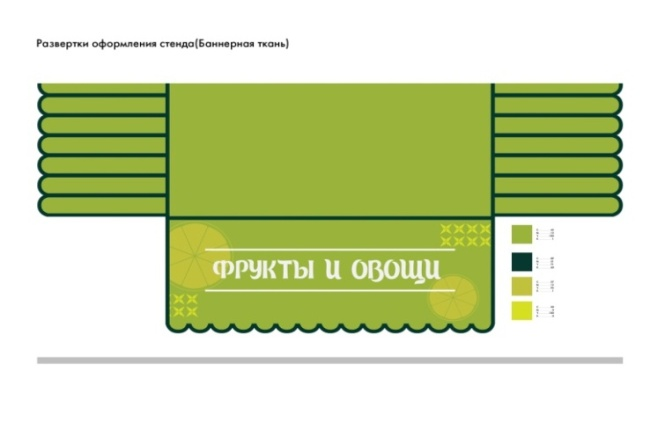 Развертки оформления стенда(Баннерная ткань)
ФРУКТЫ И ОВОЩИ